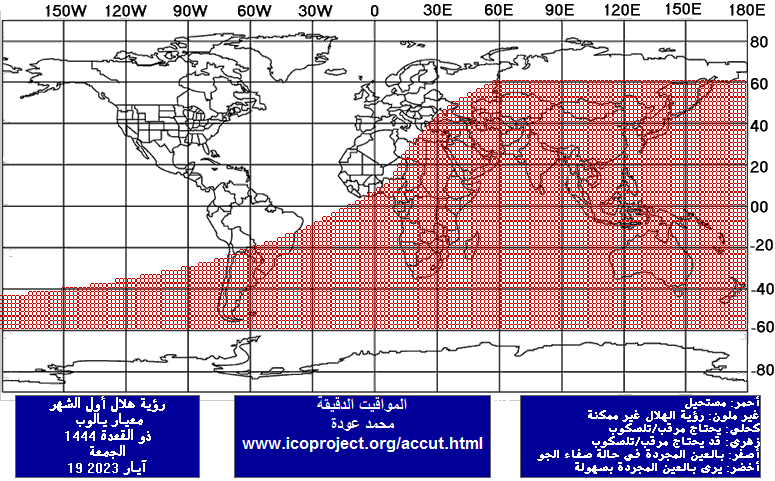 150W 120W 90W 60W 30W 0 30E 60E 90E 120E 150E 180E
80
60
40
20
00
-20
-40
-60
-80
رؤية هلال أول الشهر
معيار يالوب
ذو القعدة 1444
الجمعة
19 آيار 2023
المواقيت الدقيقة
محمد عودة
www.icoproject.org/accut.html
أحمر: مستحيل
غير ملون: رؤية الهلال غير ممكنة
كحلي: يحتاج مرقب/تلسكوب
زهري: قد يحتاج مرقب/تلسكوب
أصفر: بالعين المجردة في حالة صفاء الجو
أخضر: يرى بالعين المجردة بصهولة